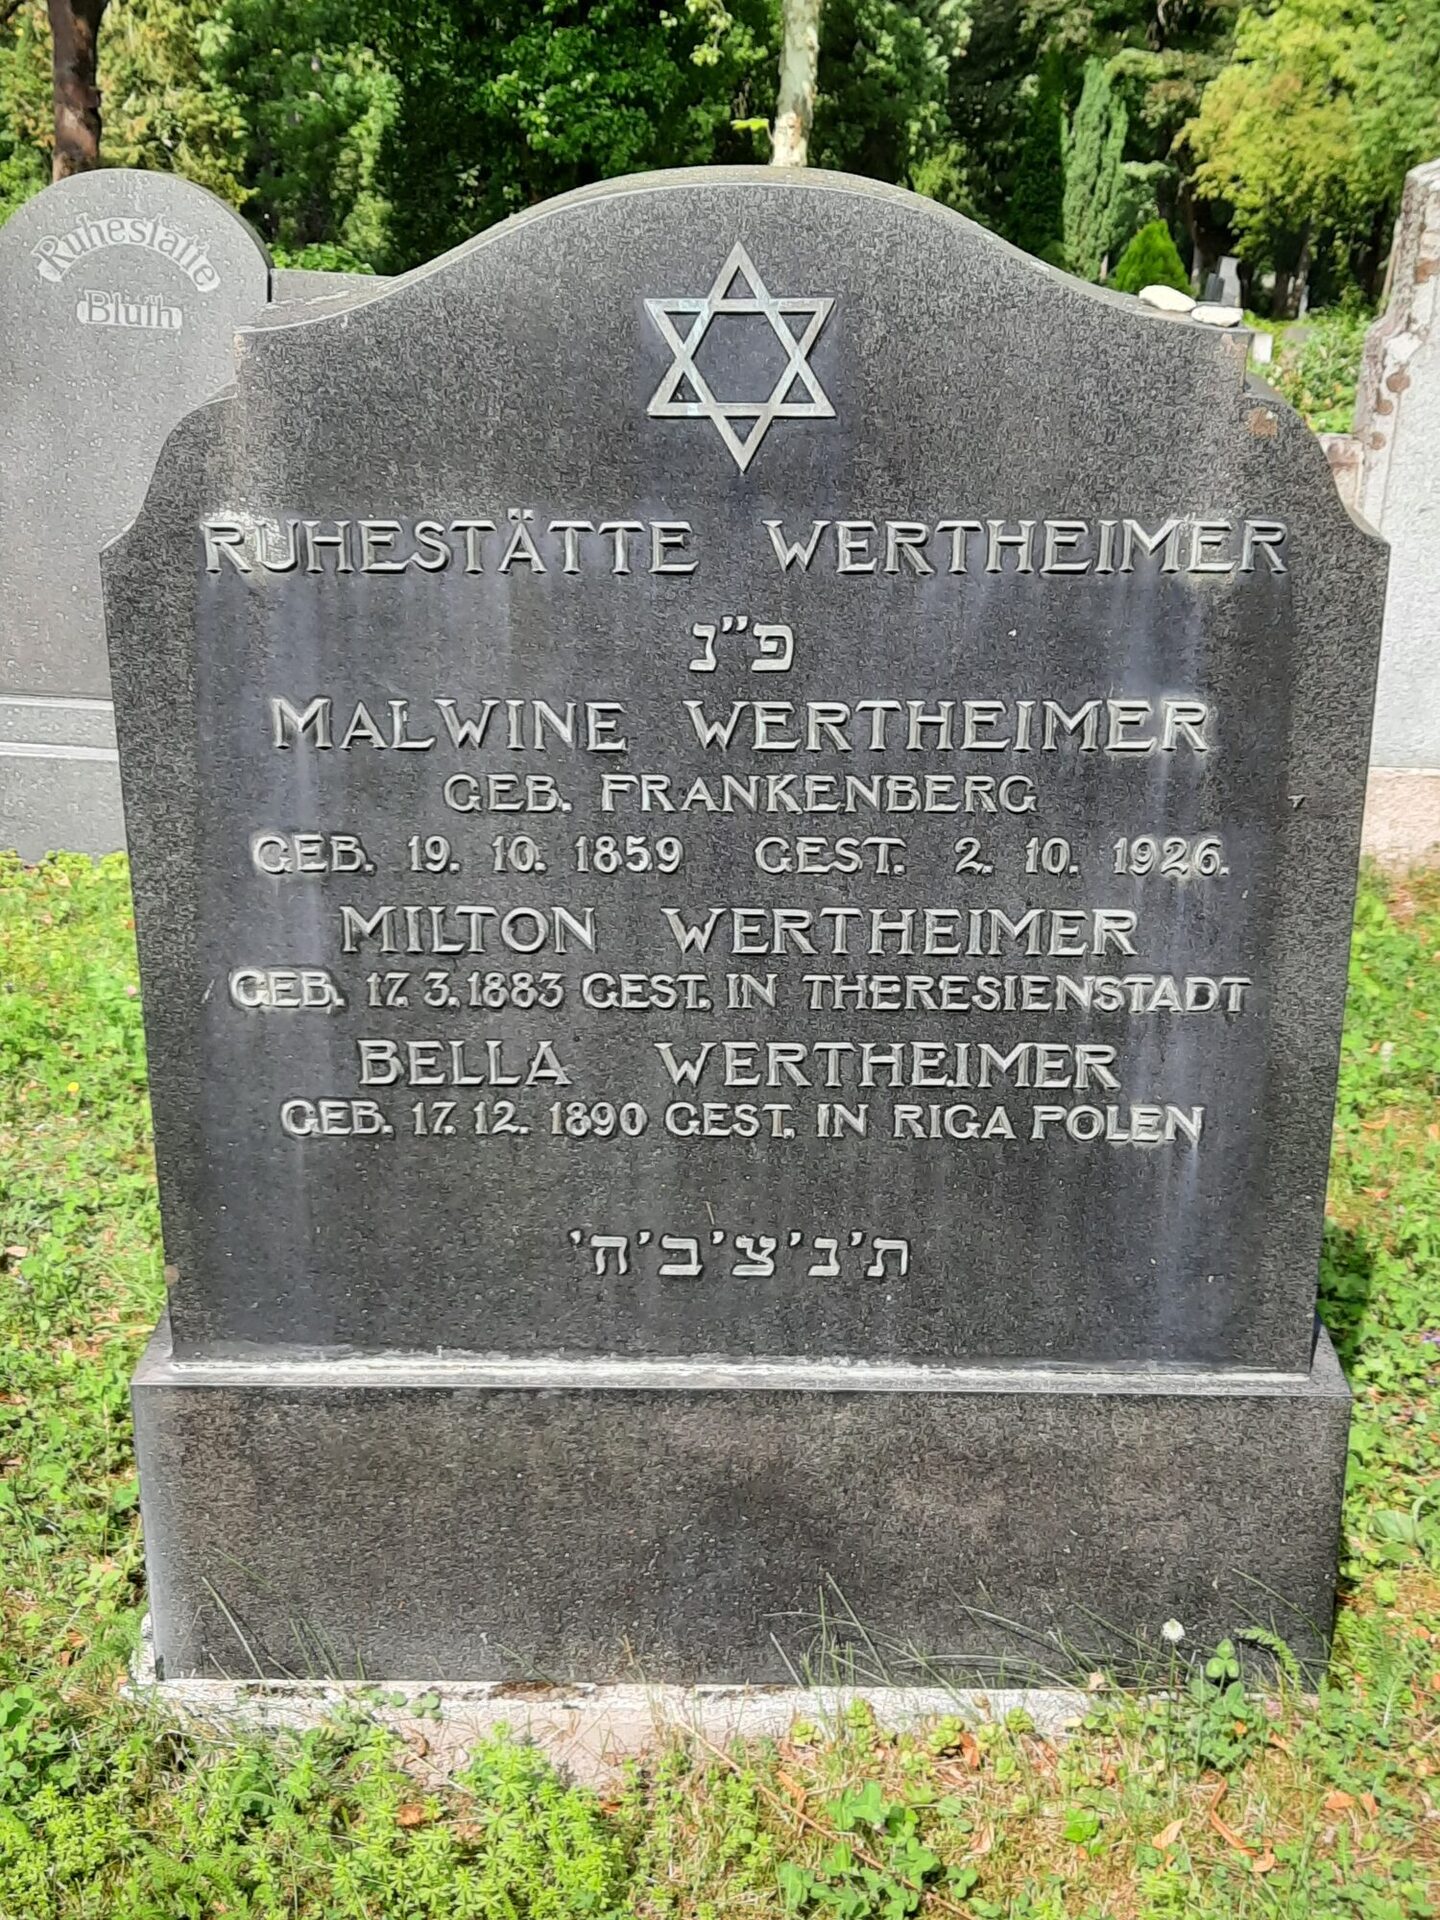 Ruhestätte
Blüth
RUHESTÄTTE WERTHEIMER
פ"נ
MALWINE WERTHEIMER
GEB. FRANKENBERG
GEB. 19. 10. 1859 GEST. 2. 10. 1926.
MILTON WERTHEIMER
GEB. 17. 3. 1883 GEST. IN THERESIENSTADT
BELLA WERTHEIMER
GEB. 17. 12. 1890 GEST. IN RIGA POLEN
ת'נ'צ'ב'ה'